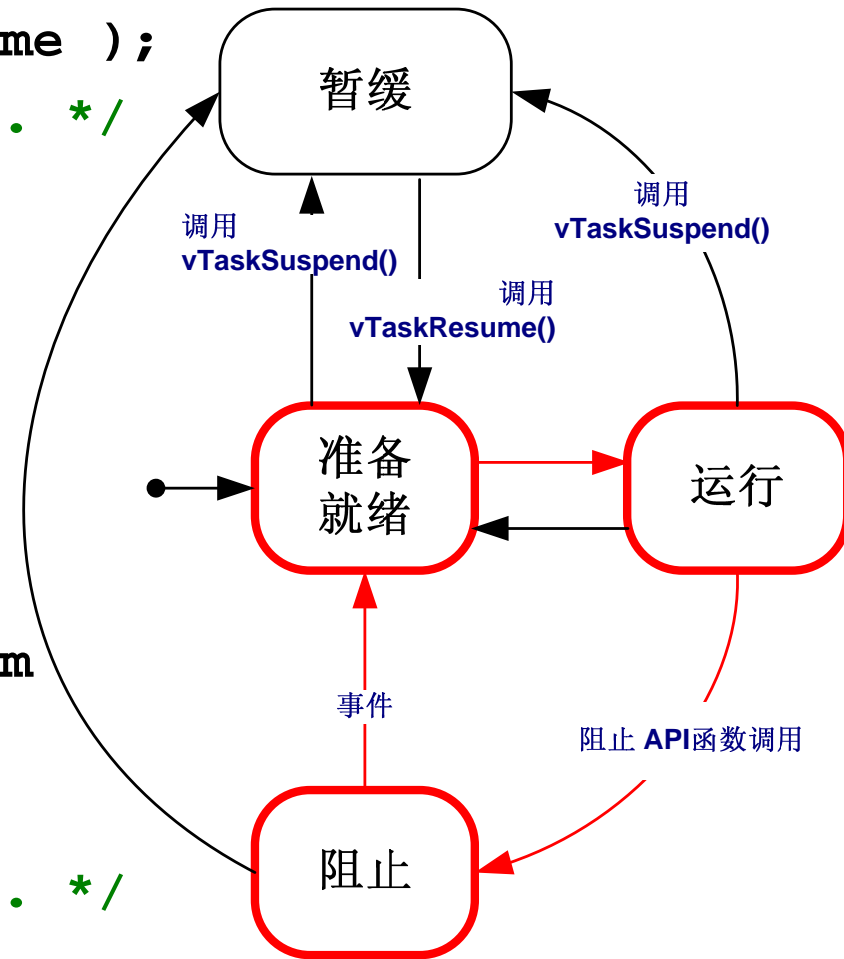 me );
暂缓
. */
调用
vTaskSuspend()
调用
vTaskSuspend()
调用
vTaskResume()
准备
就绪
运行
m
事件
阻止 API函数调用
阻止
. */